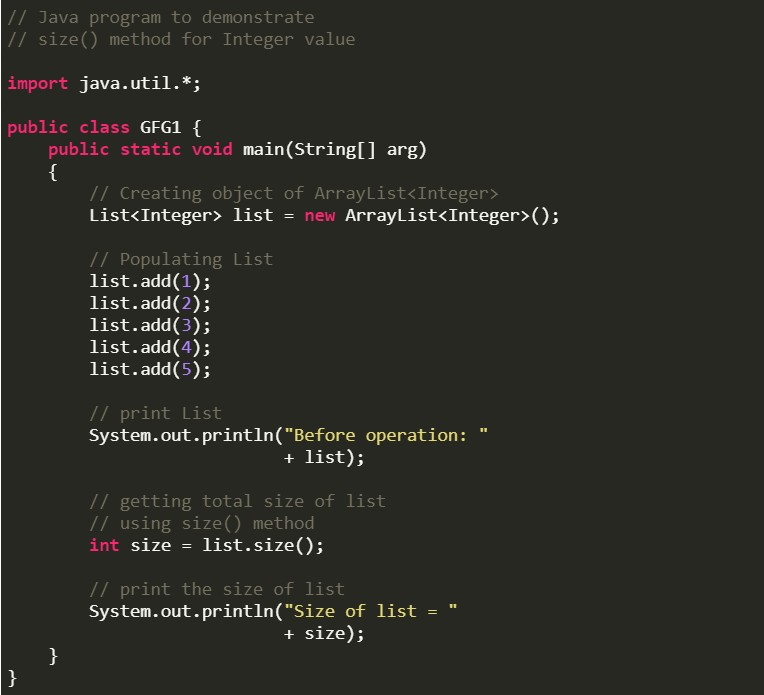 // Java program to demonstrate
// size() method for Integer value

import java.util.*;

public class GFG1 {
    public static void main(String[] arg)
    {
        // Creating object of ArrayList<Integer>
        List<Integer> list = new ArrayList<Integer>();

        // Populating List
        list.add(1);
        list.add(2);
        list.add(3);
        list.add(4);
        list.add(5);

        // print List
        System.out.println("Before operation: "
                           + list);

        // getting total size of list
        // using size() method
        int size = list.size();

        // print the size of list
        System.out.println("Size of list = "
                           + size);
    }
}